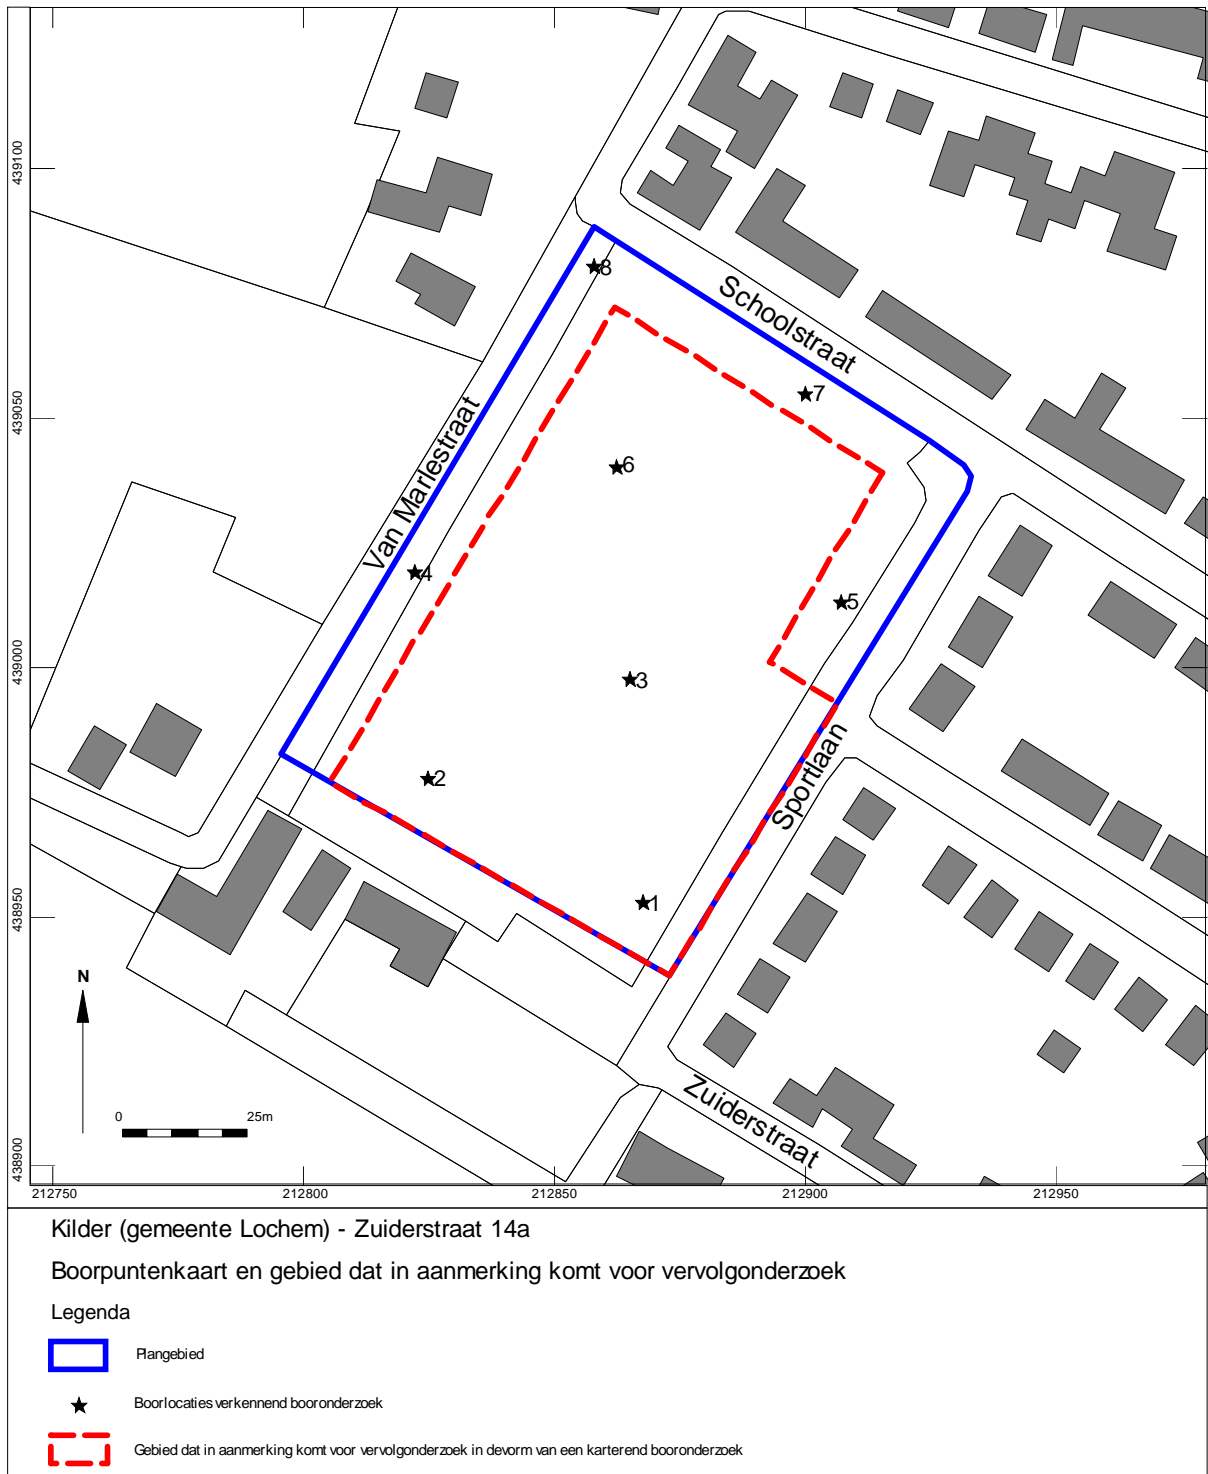 439100
439050
439000
438950
438900
Schoolstraat
Van Marlestraat
Sportlaan
Zuiderstraat
8
7
6
4
5
3
2
1
N
0 25m
212750 212800 212850 212900 212950
Kilder (gemeente Lochem) - Zuiderstraat 14a
Boorpuntenkaart en gebied dat in aanmerking komt voor vervolgonderzoek
Legenda
Plangebied
Boorlocaties verkennend booronderzoek
Gebied dat in aanmerking komt voor vervolgonderzoek in devorm van een karterend booronderzoek